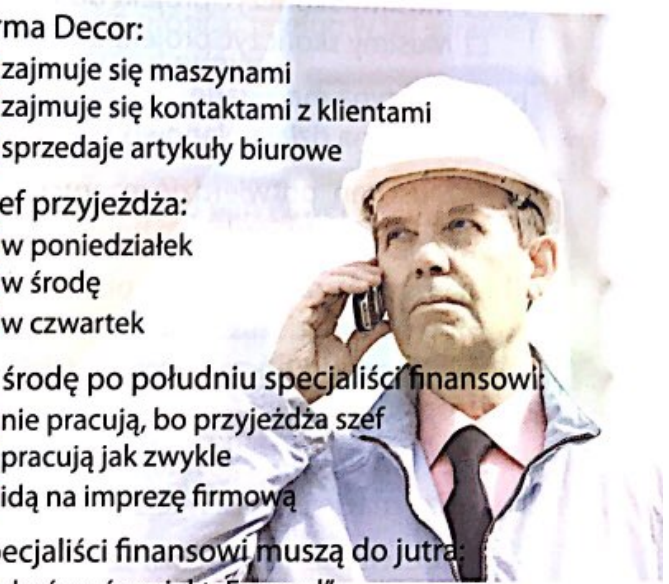 rma Decor:
zajmuje się maszynami
zajmuje się kontaktami z klientami
sprzedaje artykuły biurowe
ef przyjeżdża:
w poniedziałek
w środę
w czwartek
środę po południu specjaliści finansowi:
nie pracują, bo przyjeżdża szef
pracują jak zwykle
idą na imprezę firmową
ecjaliści finansowi muszą do jutra: